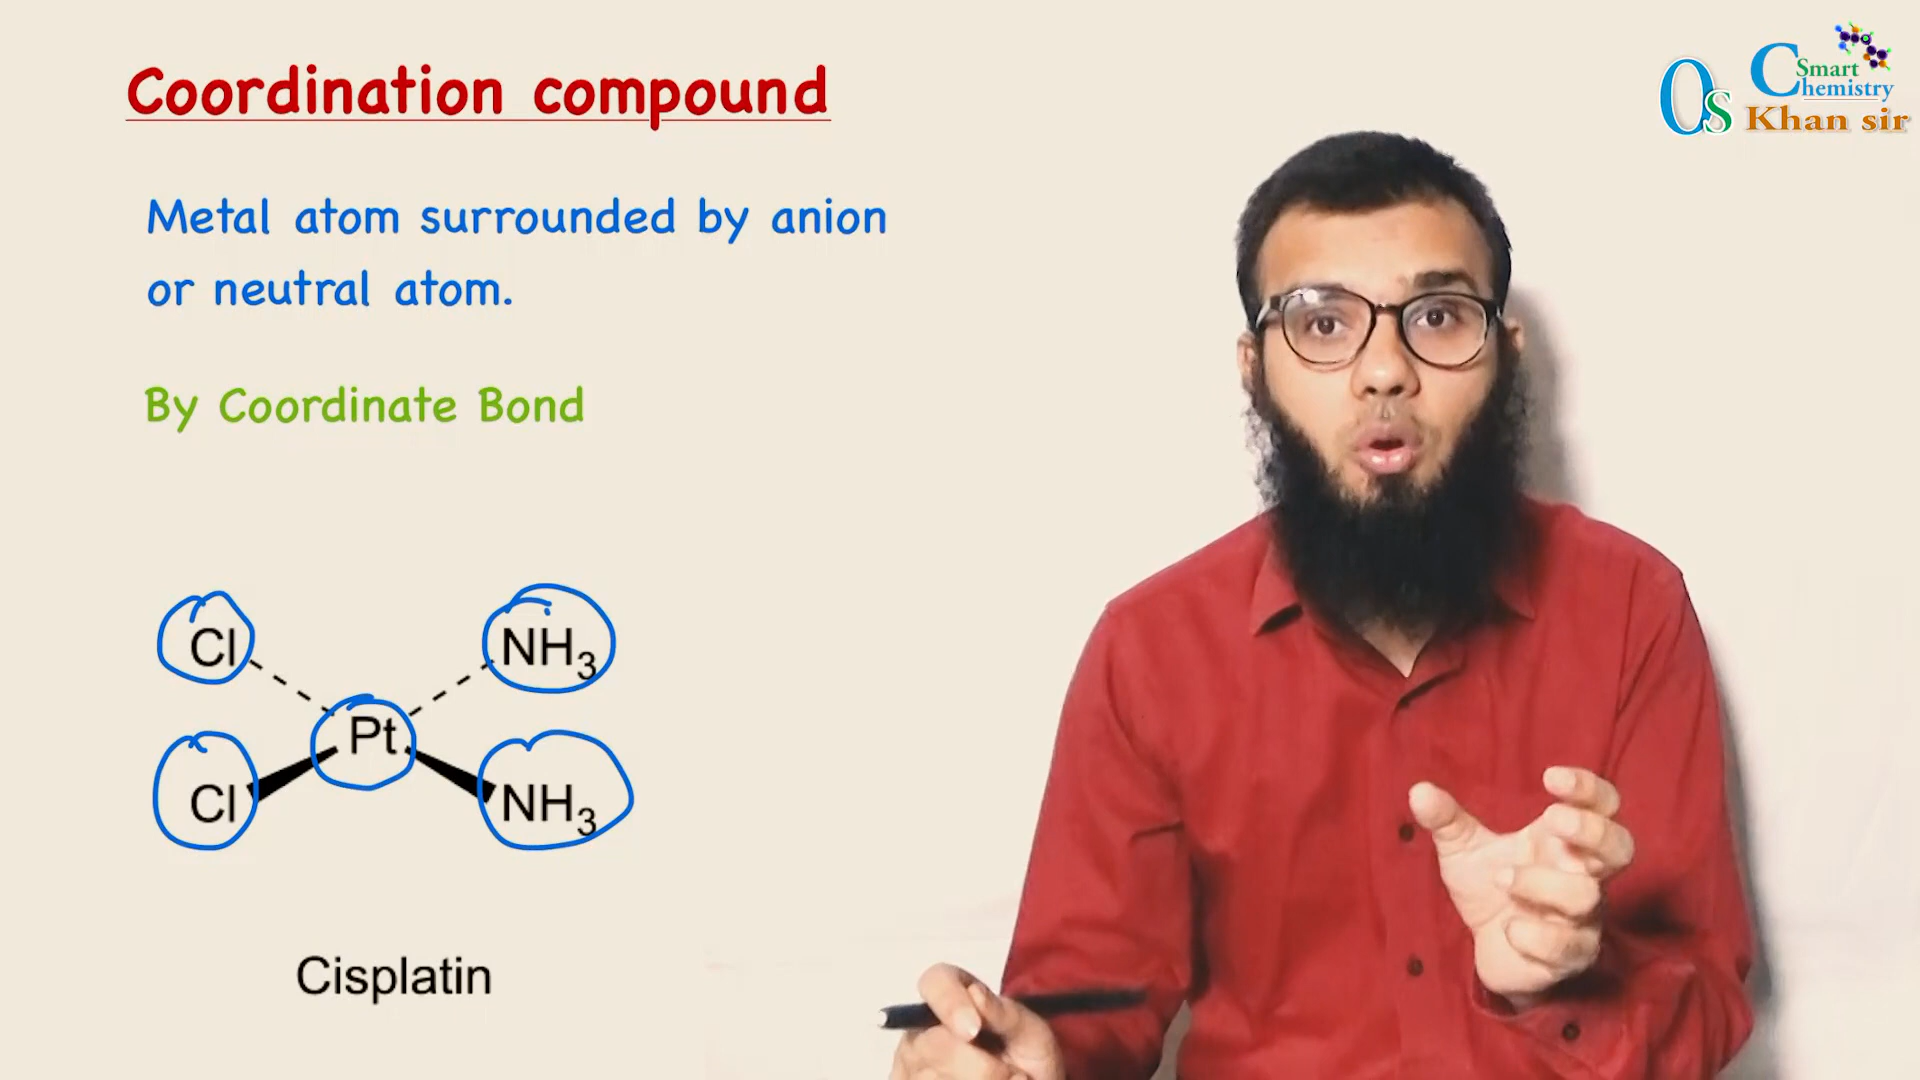 Coordination compound
Os
Smart
Chemistry
Khan sir
Metal atom surrounded by anion
or neutral atom.
By Coordinate Bond
Cl NH₃
Pt
Cl NH₃
Cisplatin